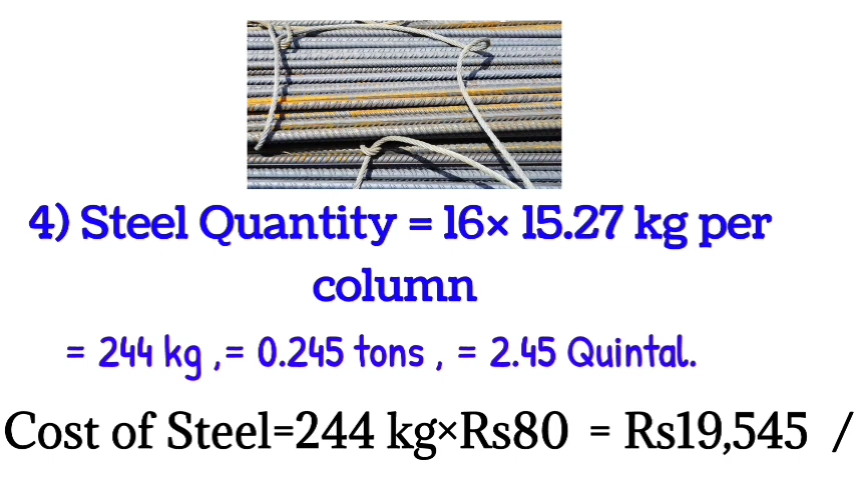 4) Steel Quantity = 16× 15.27 kg per
column
= 244 kg ,= 0.245 tons , = 2.45 Quintal.
Cost of Steel=244 kg×Rs80 = Rs19,545 /